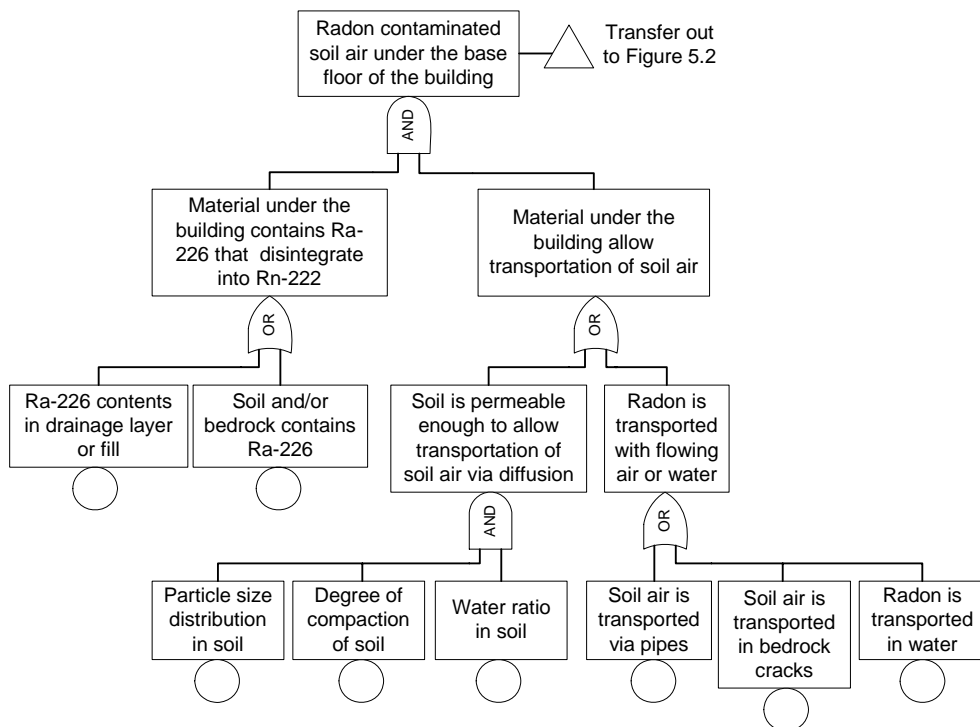 Radon contaminated
soil air under the base
floor of the building
Transfer out
to Figure 5.2
AND
Material under the
building contains Ra-
226 that disintegrate
into Rn-222
Material under the
building allow
transportation of soil air
OR
OR
Ra-226 contents
in drainage layer
or fill
Soil and/or
bedrock contains
Ra-226
Soil is permeable
enough to allow
transportation of
soil air via diffusion
Radon is
transported
with flowing
air or water
AND
OR
Particle size
distribution
in soil
Degree of
compaction
of soil
Water ratio
in soil
Soil air is
transported
via pipes
Soil air is
transported
in bedrock
cracks
Radon is
transported
in water